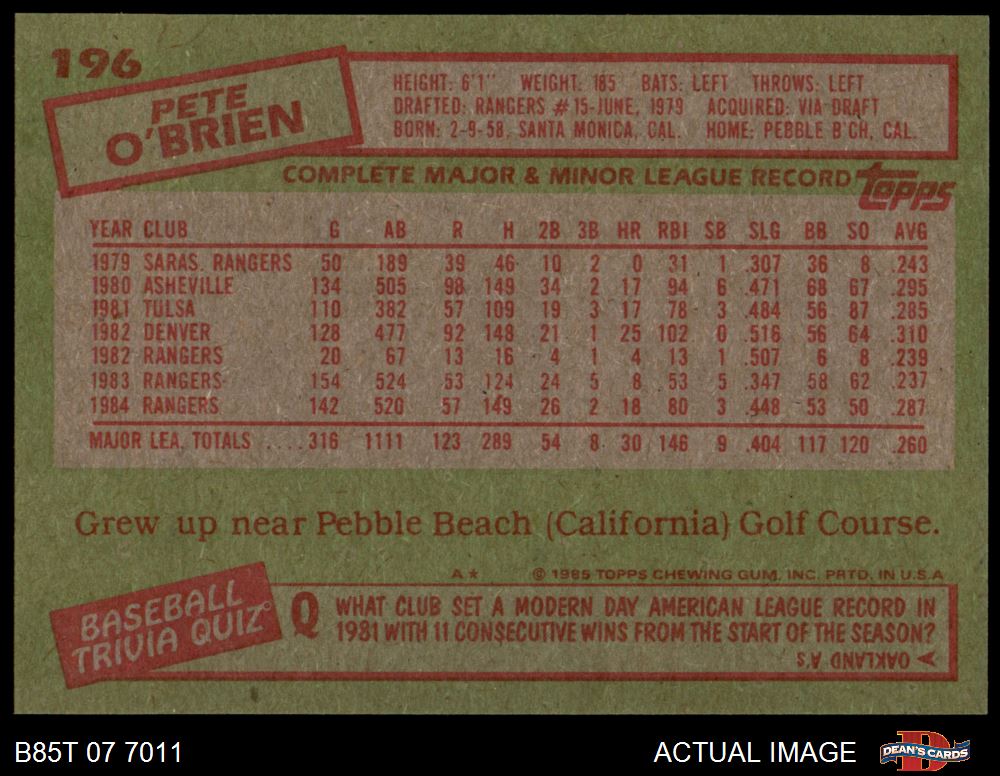 196
PETE
O'BRIEN
HEIGHT: 6'1" WEIGHT: 185 BATS: LEFT THROWS: LEFT
DRAFTED: RANGERS #15-JUNE, 1979 ACQUIRED: VIA DRAFT
BORN: 2-9-58, SANTA MONICA, CAL. HOME: PEBBLE B'CH, CAL.
COMPLETE MAJOR & MINOR LEAGUE RECORD topps
YEAR CLUB G AB R H 2B 3B HR RBI SB SLG BB SO AVG
1979 SARAS. RANGERS 50 189 39 46 10 2 0 31 1 .307 36 8 .243
1980 ASHEVILLE 134 505 98 149 34 2 17 94 6 .471 68 67 .295
1981 TULSA 110 382 57 109 19 3 17 78 3 .484 56 87 .285
1982 DENVER 128 477 92 148 21 1 25 102 0 .516 56 64 .310
1982 RANGERS 20 67 13 16 4 1 4 13 1 .507 6 8 .239
1983 RANGERS 154 524 53 124 24 5 8 53 5 .347 58 62 .237
1984 RANGERS 142 520 57 149 26 2 18 80 3 .448 53 50 .287
MAJOR LEA. TOTALS ....316 1111 123 289 54 8 30 146 9 .404 117 120 .260
Grew up near Pebble Beach (California) Golf Course.
A★ © 1985 TOPPS CHEWING GUM, INC. PRTD. IN U.S.A
BASEBALL
TRIVIA QUIZ®
Q WHAT CLUB SET A MODERN DAY AMERICAN LEAGUE RECORD IN
1981 WITH 11 CONSECUTIVE WINS FROM THE START OF THE SEASON?
A OAKLAND A'S
B85T 07 7011
ACTUAL IMAGE
D
DEAN'S CARDS